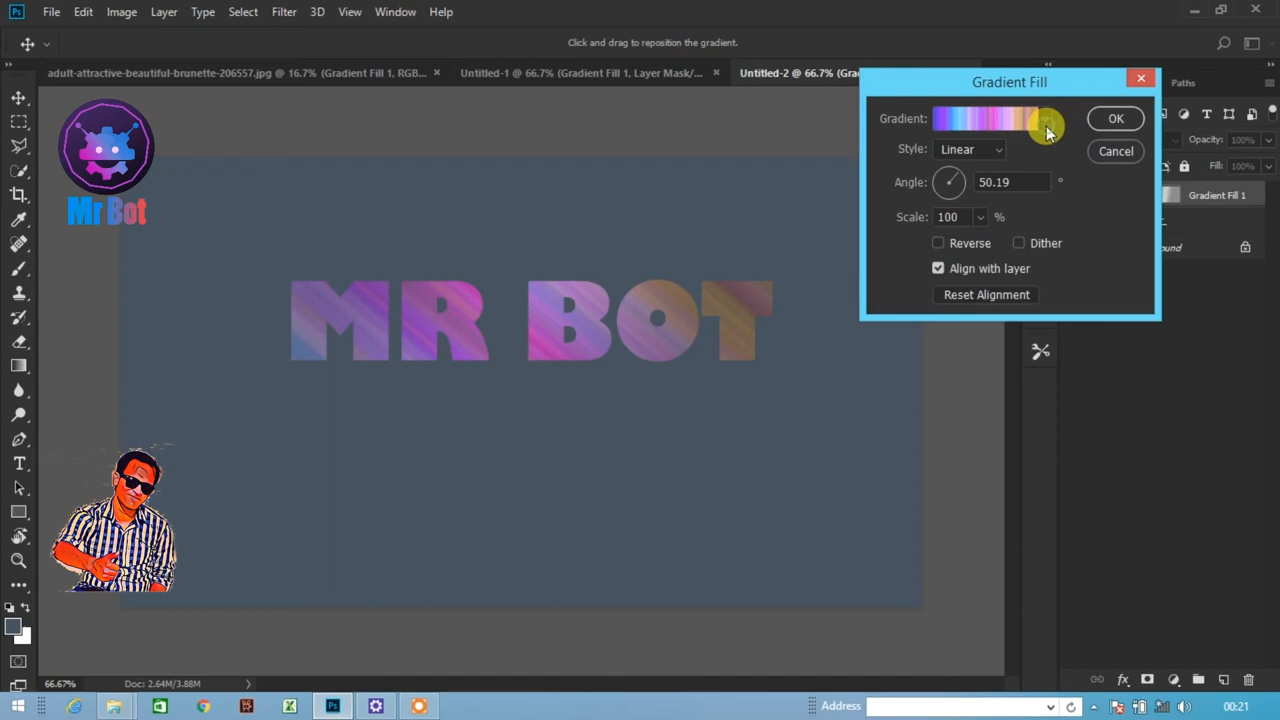 Ps File Edit Image Layer Type Select Filter 3D View Window Help
Click and drag to reposition the gradient.
adult-attractive-beautiful-brunette-206557.jpg @ 16.7% (Gradient Fill 1, RGB...
Untitled-1 @ 66.7% (Gradient Fill 1, Layer Mask/...
Untitled-2 @ 66.7% (Gra
Gradient Fill
Paths
Gradient:
OK
Style: Linear
Cancel
Opacity: 100%
Fill: 100%
Angle: 50.19 °
Gradient Fill 1
Scale: 100 %
Reverse
Dither
Align with layer
Reset Alignment
ound
Mr Bot
MR BOT
66.67%
Doc: 2.64M/3.88M
fx
Ps
Address
00:21